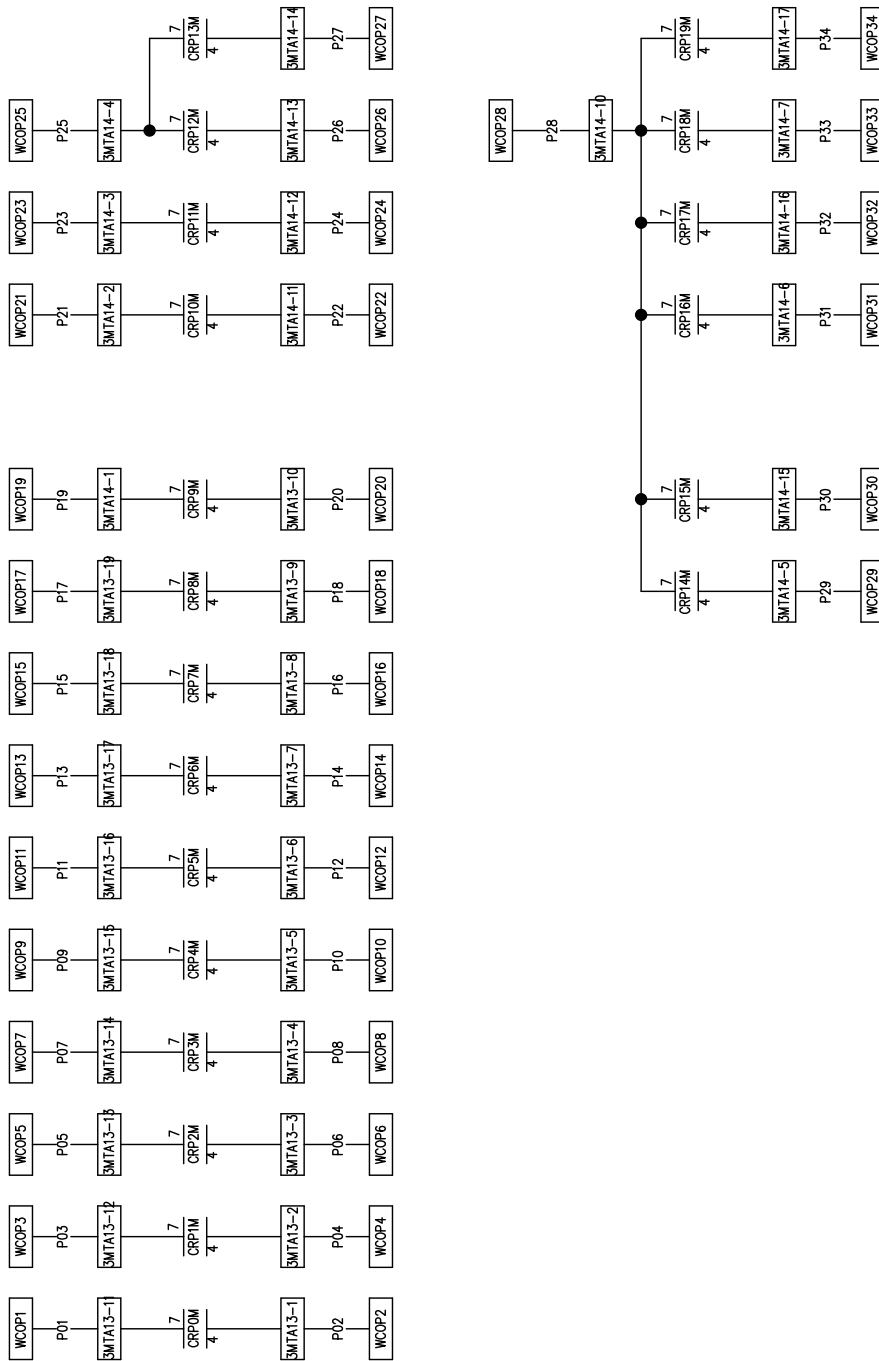 WCOP1 WCOP3 WCOP5 WCOP7 WCOP9 WCOP11 WCOP13 WCOP15 WCOP17 WCOP19 WCOP21 WCOP23 WCOP25
P01 P03 P05 P07 P09 P11 P13 P15 P17 P19 P21 P23 P25
3MTA13-11 3MTA13-12 3MTA13-13 3MTA13-14 3MTA13-15 3MTA13-16 3MTA13-17 3MTA13-18 3MTA13-19 3MTA14-1 3MTA14-2 3MTA14-3 3MTA14-4
7 7 7 7 7 7 7 7 7 7 7 7 7 7
CRP0M CRP1M CRP2M CRP3M CRP4M CRP5M CRP6M CRP7M CRP8M CRP9M CRP10M CRP11M CRP12M CRP13M
4 4 4 4 4 4 4 4 4 4 4 4 4 4
3MTA13-1 3MTA13-2 3MTA13-3 3MTA13-4 3MTA13-5 3MTA13-6 3MTA13-7 3MTA13-8 3MTA13-9 3MTA13-10 3MTA14-11 3MTA14-12 3MTA14-13 3MTA14-14
P02 P04 P06 P08 P10 P12 P14 P16 P18 P20 P22 P24 P26 P27
WCOP2 WCOP4 WCOP6 WCOP8 WCOP10 WCOP12 WCOP14 WCOP16 WCOP18 WCOP20 WCOP22 WCOP24 WCOP26 WCOP27
WCOP28
P28
3MTA14-10
7 7 7 7 7 7
CRP14M CRP15M CRP16M CRP17M CRP18M CRP19M
4 4 4 4 4 4
3MTA14-5 3MTA14-15 3MTA14-6 3MTA14-16 3MTA14-7 3MTA14-17
P29 P30 P31 P32 P33 P34
WCOP29 WCOP30 WCOP31 WCOP32 WCOP33 WCOP34